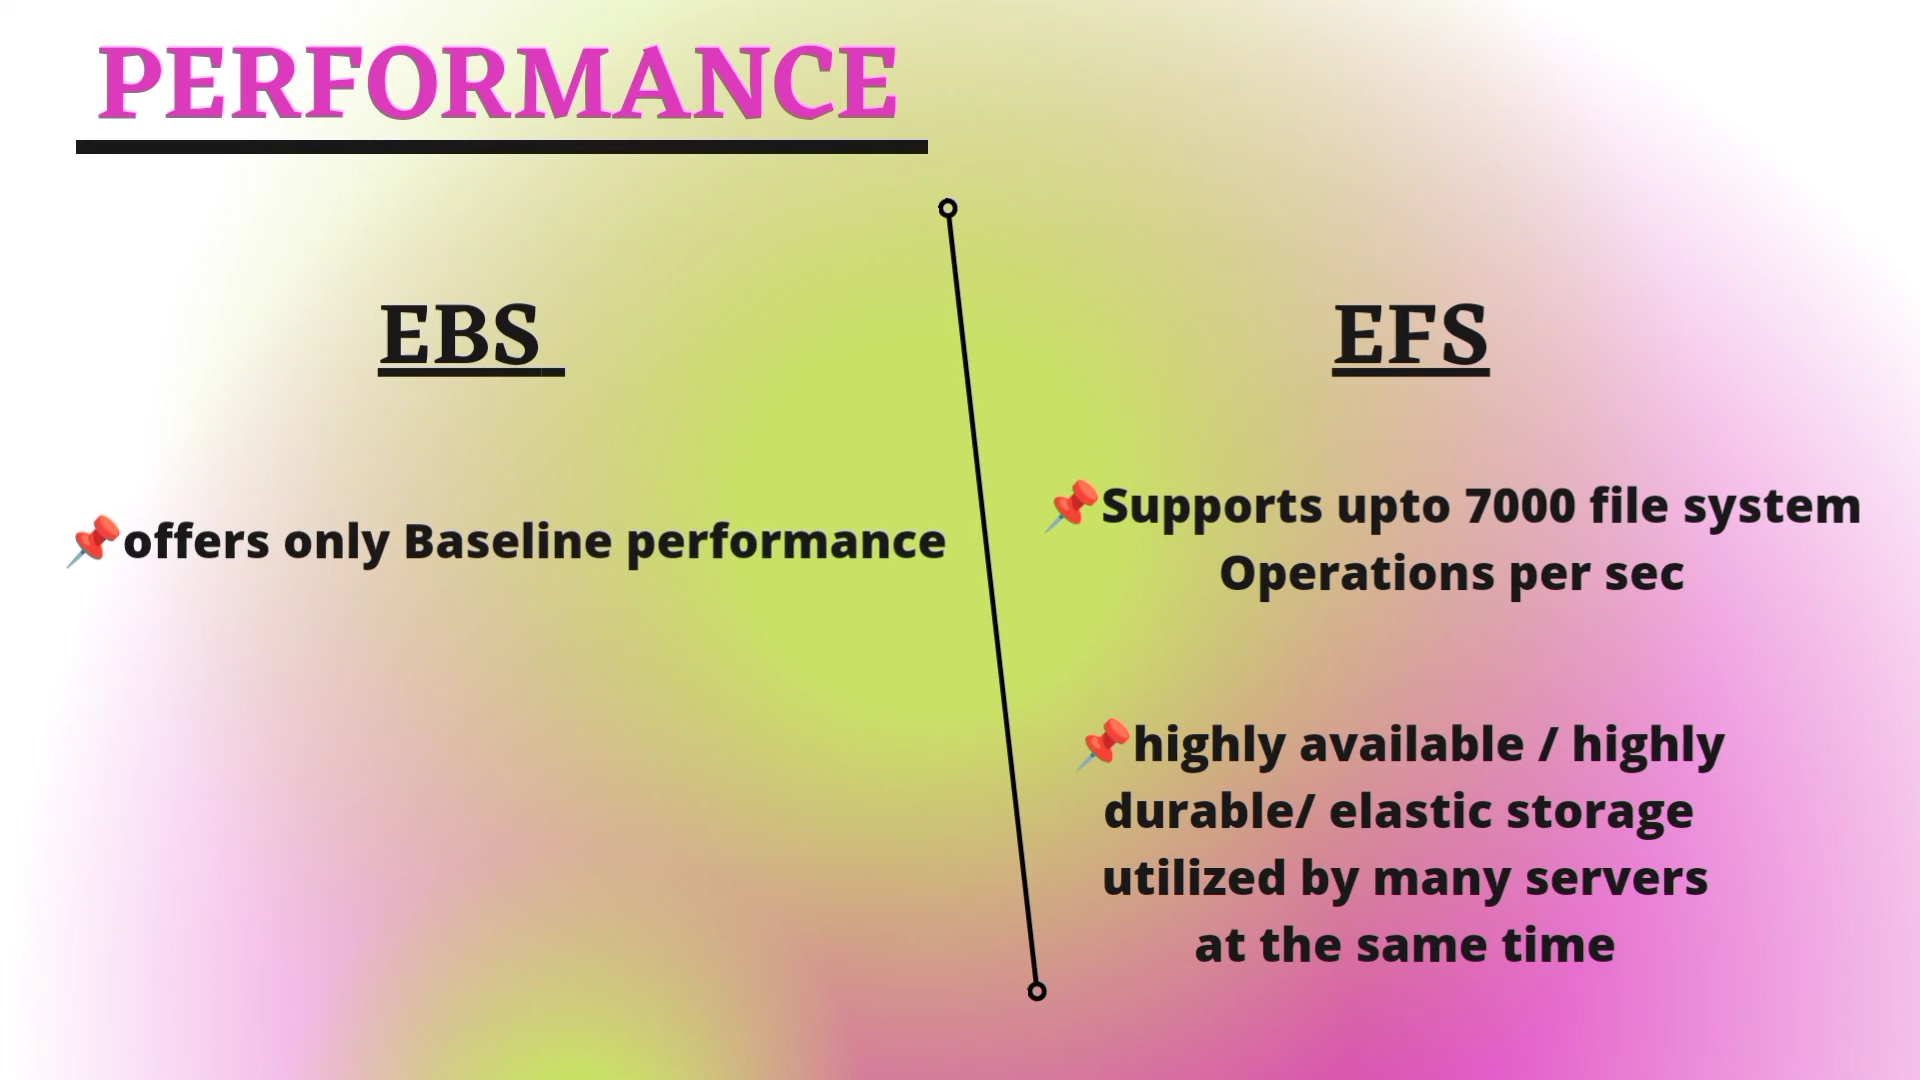 PERFORMANCE
EBS
📌offers only Baseline performance
EFS
📌Supports upto 7000 file system
Operations per sec
📌highly available / highly
durable/ elastic storage
utilized by many servers
at the same time